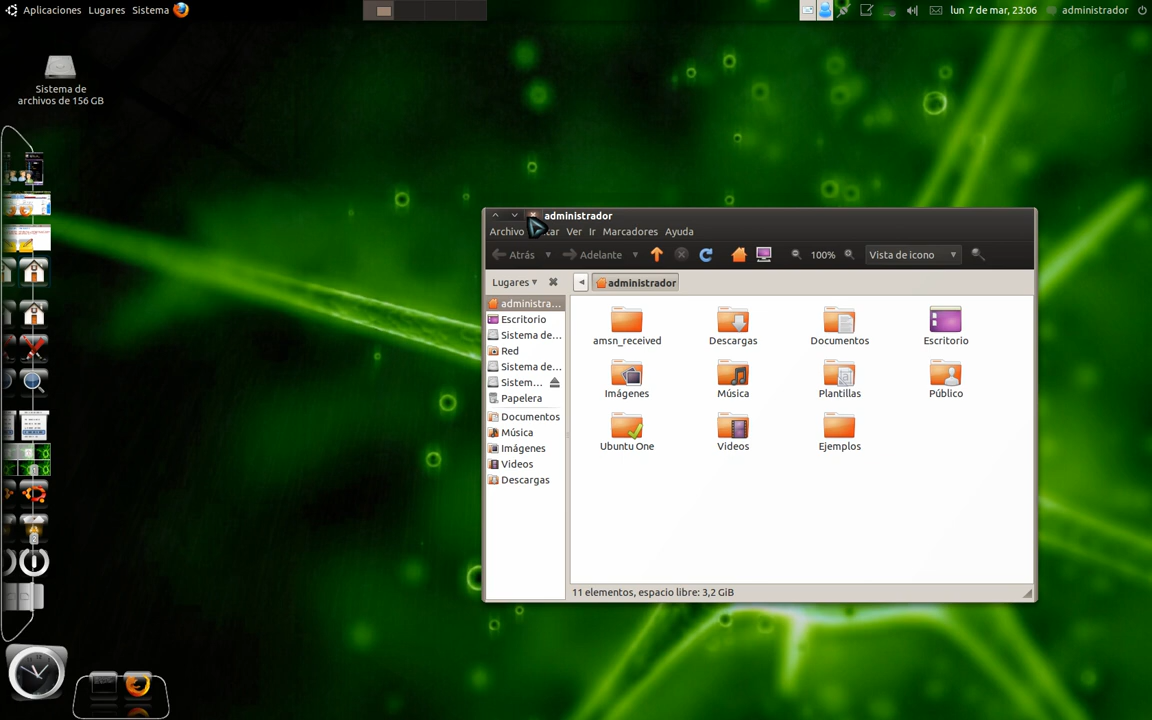 Aplicaciones Lugares Sistema
lun 7 de mar, 23:06 administrador
Sistema de
archivos de 156 GB
administrador
Archivo Ver Ir Marcadores Ayuda
Atrás Adelante 100% Vista de icono
Lugares administrador
administra...
Escritorio
Sistema de...
Red
Sistema de...
Sistem...
Papelera
Documentos
Música
Imágenes
Videos
Descargas
amsn_received Descargas Documentos Escritorio
Imágenes Música Plantillas Público
Ubuntu One Videos Ejemplos
11 elementos, espacio libre: 3,2 GiB